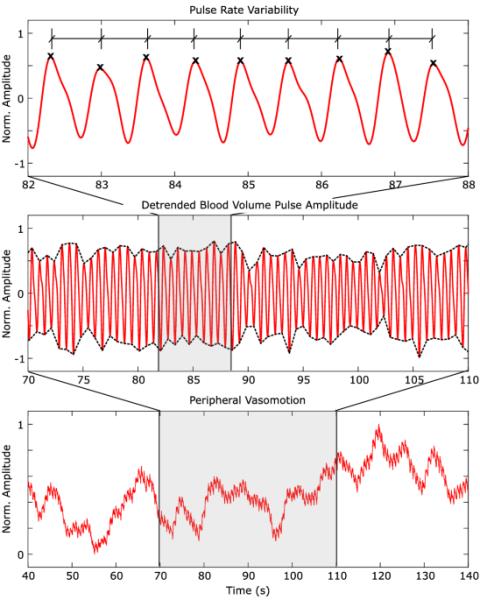 Pulse Rate Variability
1
0
-1
Norm. Amplitude
82 83 84 85 86 87 88
Detrended Blood Volume Pulse Amplitude
1
0
-1
Norm. Amplitude
70 75 80 85 90 95 100 105 110
Peripheral Vasomotion
1
0
Norm. Amplitude
40 50 60 70 80 90 100 110 120 130 140
Time (s)